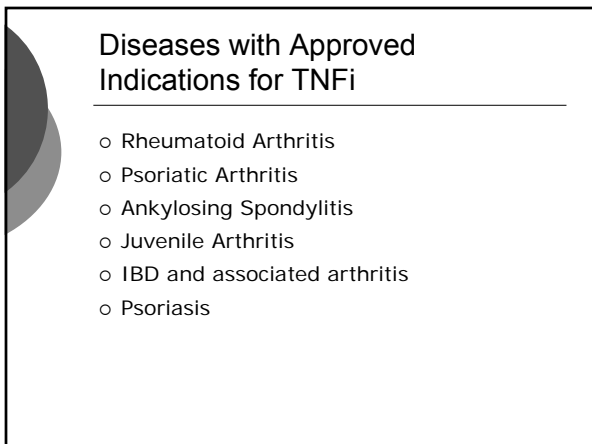 Diseases with Approved
Indications for TNFi
○ Rheumatoid Arthritis
○ Psoriatic Arthritis
○ Ankylosing Spondylitis
○ Juvenile Arthritis
○ IBD and associated arthritis
○ Psoriasis